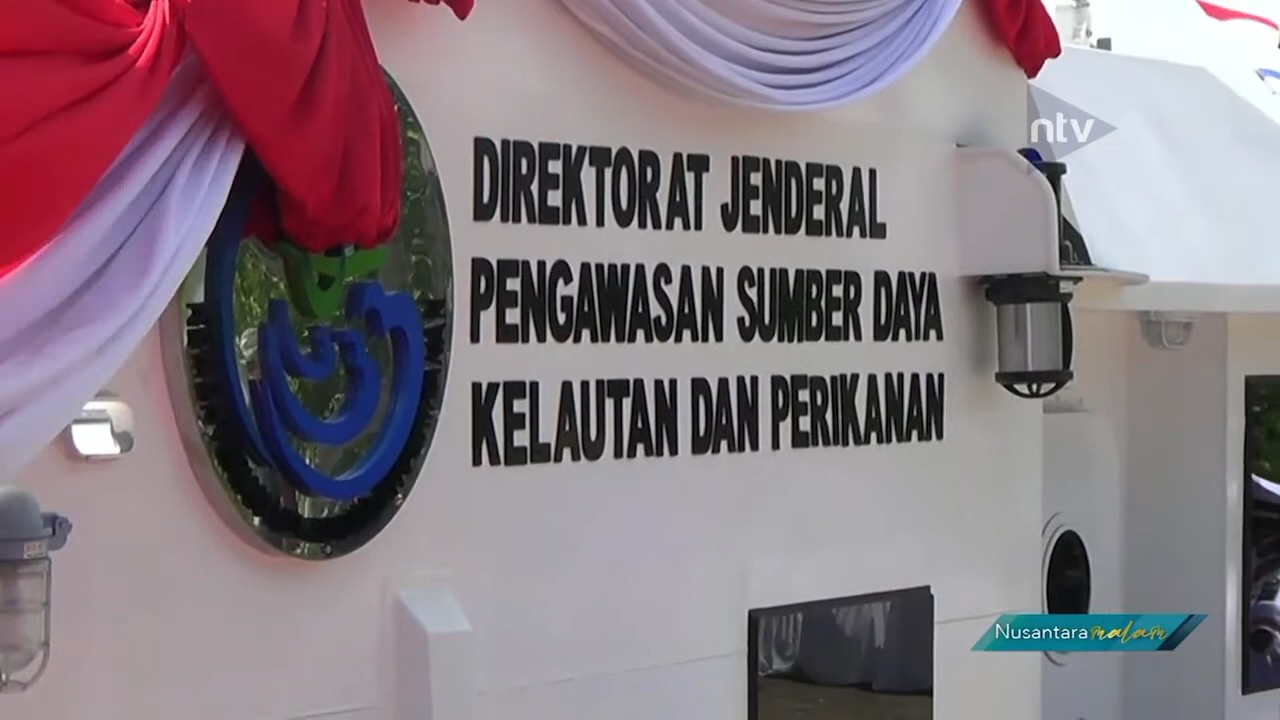 ntv
DIREKTORAT JENDERAL
PENGAWASAN SUMBER DAYA
KELAUTAN DAN PERIKANAN
Nusantara malam